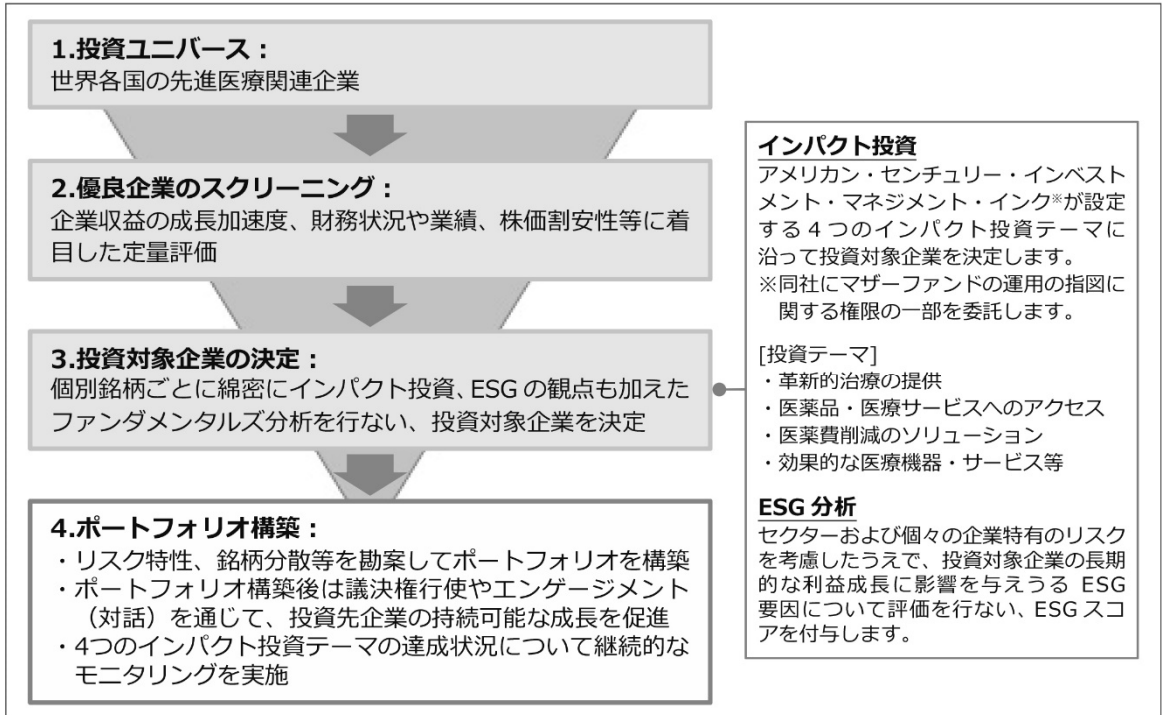 1.投資ユニバース：
世界各国の先進医療関連企業
2.優良企業のスクリーニング：
企業収益の成長加速度、財務状況や業績、株価割安性等に着
目した定量評価
3.投資対象企業の決定：
個別銘柄ごとに綿密にインパクト投資、ESG の観点も加えた
ファンダメンタルズ分析を行ない、投資対象企業を決定
4.ポートフォリオ構築：
・リスク特性、銘柄分散等を勘案してポートフォリオを構築
・ポートフォリオ構築後は議決権行使やエンゲージメント
（対話）を通じて、投資先企業の持続可能な成長を促進
・4つのインパクト投資テーマの達成状況について継続的な
モニタリングを実施
インパクト投資
アメリカン・センチュリー・インベスト
メント・マネジメント・インク※が設定
する４つのインパクト投資テーマに
沿って投資対象企業を決定します。
※同社にマザーファンドの運用の指図に
関する権限の一部を委託します。
[投資テーマ]
・革新的治療の提供
・医薬品・医療サービスへのアクセス
・医薬費削減のソリューション
・効果的な医療機器・サービス等
ESG 分析
セクターおよび個々の企業特有のリスク
を考慮したうえで、投資対象企業の長期
的な利益成長に影響を与えうる ESG
要因について評価を行ない、ESG スコ
アを付与します。